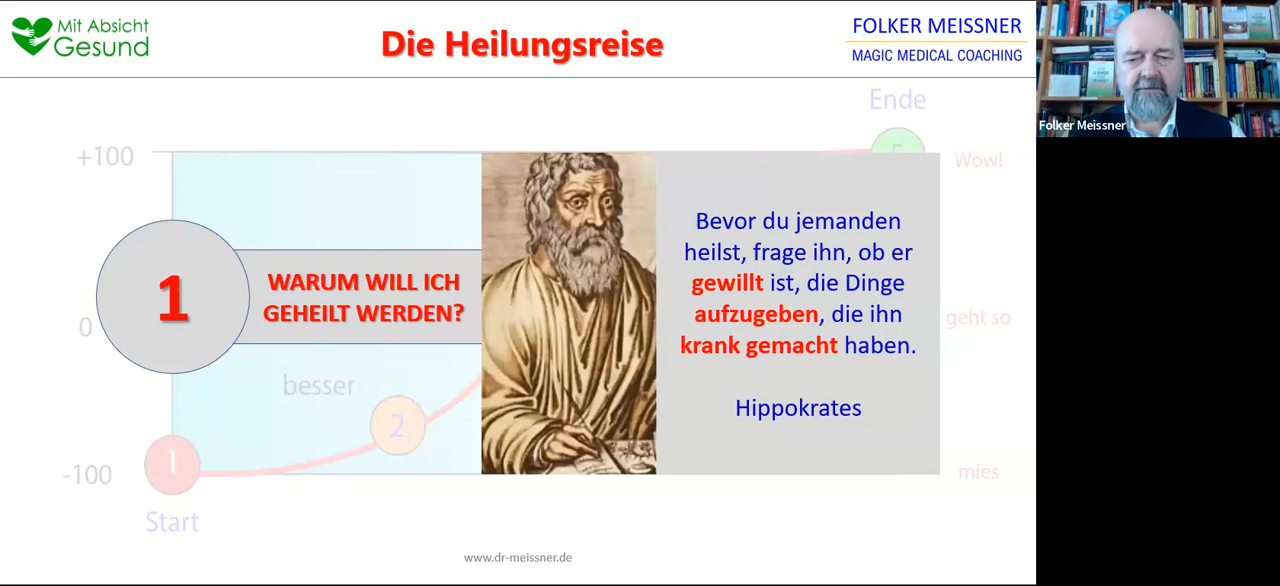 Mit Absicht
Gesund
Die Heilungsreise
FOLKER MEISSNER
MAGIC MEDICAL COACHING
Folker Meissner
Ende
+100
5
Wow!
1
WARUM WILL ICH
GEHEILT WERDEN?
Bevor du jemanden
heilst, frage ihn, ob er
gewillt ist, die Dinge
aufzugeben, die ihn
krank gemacht haben.
Hippokrates
0
geht so
besser
2
1
-100
mies
Start
www.dr-meissner.de